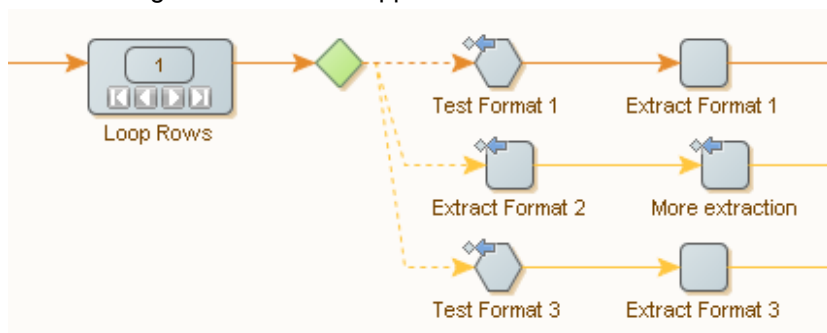 1
Loop Rows
Test Format 1
Extract Format 1
Extract Format 2
More extraction
Test Format 3
Extract Format 3